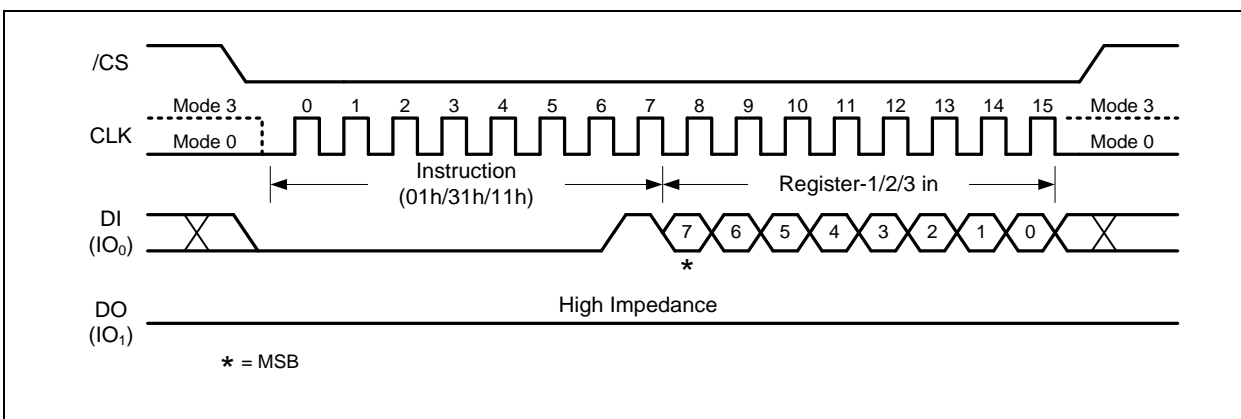 /CS
Mode 3 0 1 2 3 4 5 6 7 8 9 10 11 12 13 14 15 Mode 3
CLK
Mode 0 Mode 0
Instruction
(01h/31h/11h)
Register-1/2/3 in
DI
(IO₀)
7 6 5 4 3 2 1 0
*
High Impedance
DO
(IO₁)
* = MSB